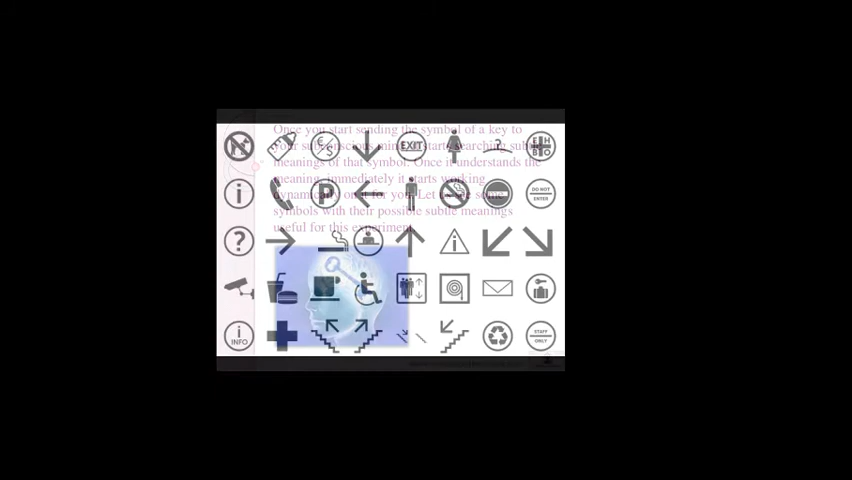 Once you start sending the symbol of a key to
your subconscious mind, it starts searching subtle
meanings of that symbol. Once it understands the
meaning, immediately it starts working
dynamically on it for you. Let
symbols with their possible subtle meanings
useful for this experiment.
€/$ EXIT
P DO NOT ENTER
i
?
i INFO
STAFF ONLY